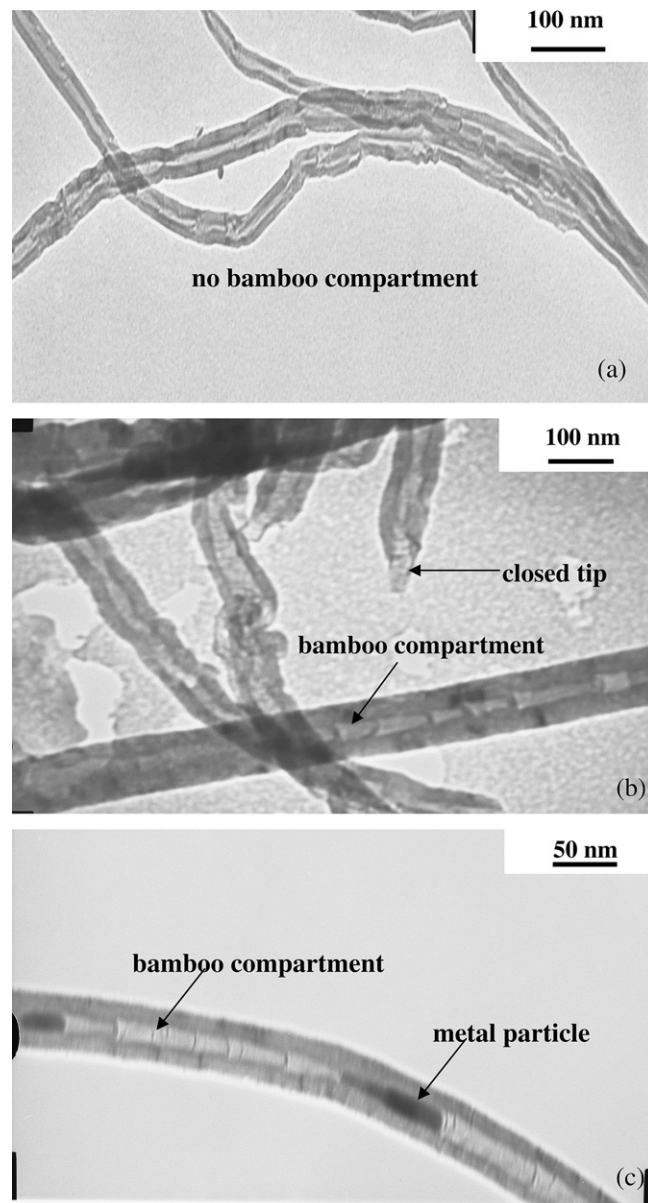 100 nm
no bamboo compartment
(a)
100 nm
closed tip
bamboo compartment
(b)
50 nm
bamboo compartment
metal particle
(c)